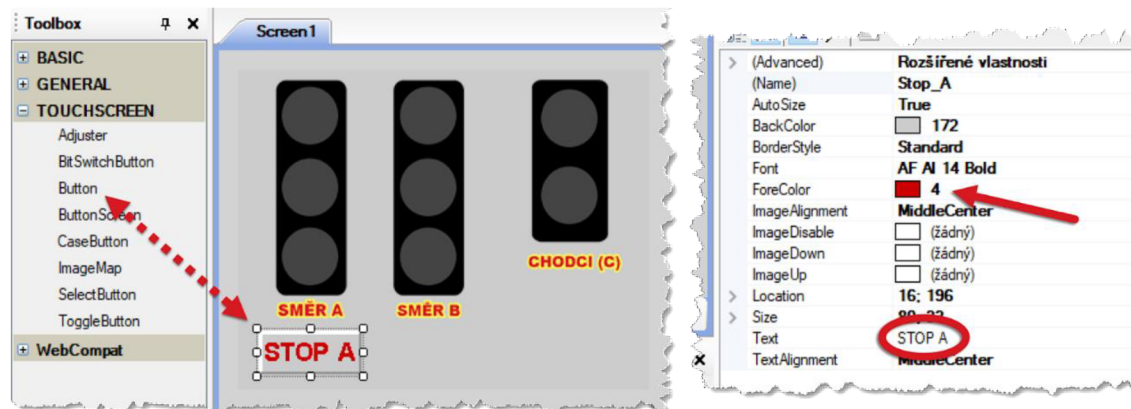 Toolbox
BASIC
GENERAL
TOUCHSCREEN
Adjuster
BitSwitchButton
Button
ButtonScreen
CaseButton
ImageMap
SelectButton
ToggleButton
WebCompat
Screen1
CHODCI (C)
SMĚR A SMĚR B
STOP A
(Advanced) Rozšířené vlastnosti
(Name) Stop_A
AutoSize True
BackColor 172
BorderStyle Standard
Font AF AI 14 Bold
ForeColor 4
ImageAlignment MiddleCenter
ImageDisable (žádný)
ImageDown (žádný)
ImageUp (žádný)
Location 16; 196
Size
Text STOP A
TextAlignment MiddleCenter